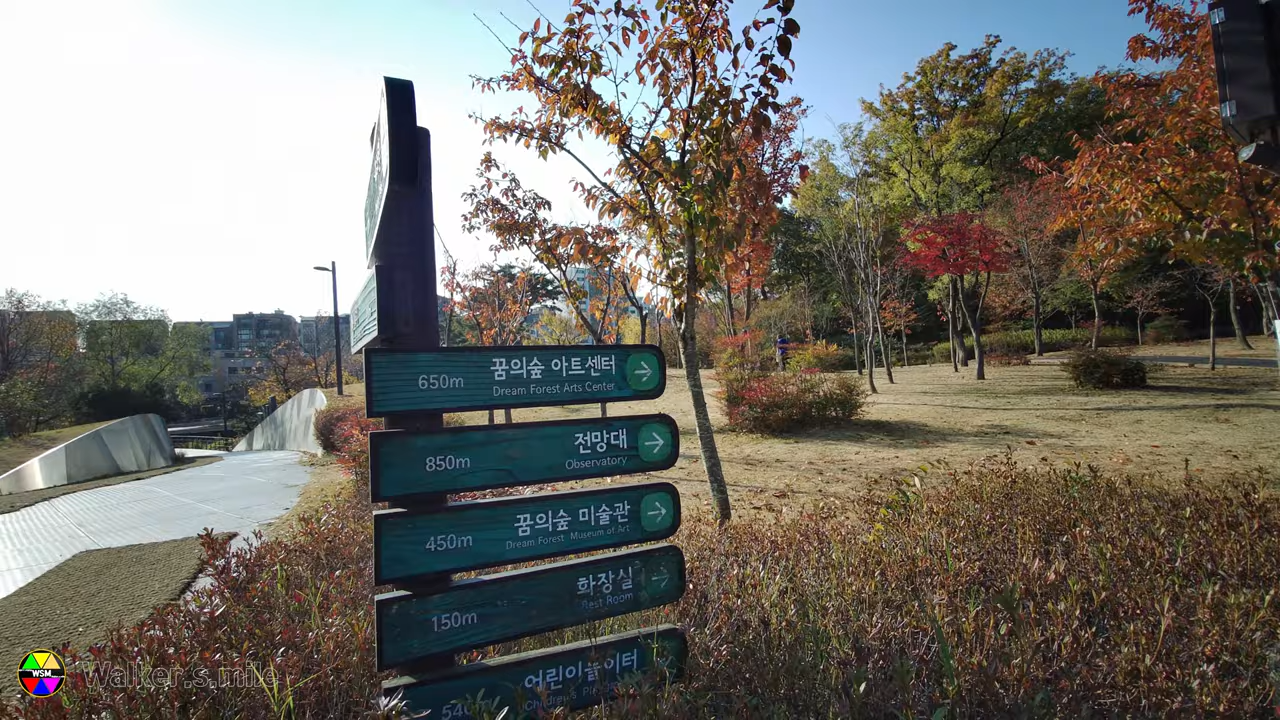 650m 꿈의숲 아트센터
Dream Forest Arts Center
850m 전망대
Observatory
450m 꿈의숲 미술관
Dream Forest Museum of Art
150m 화장실
Rest Room
어린이놀이터
Children's
WSM
Walker.s.mile